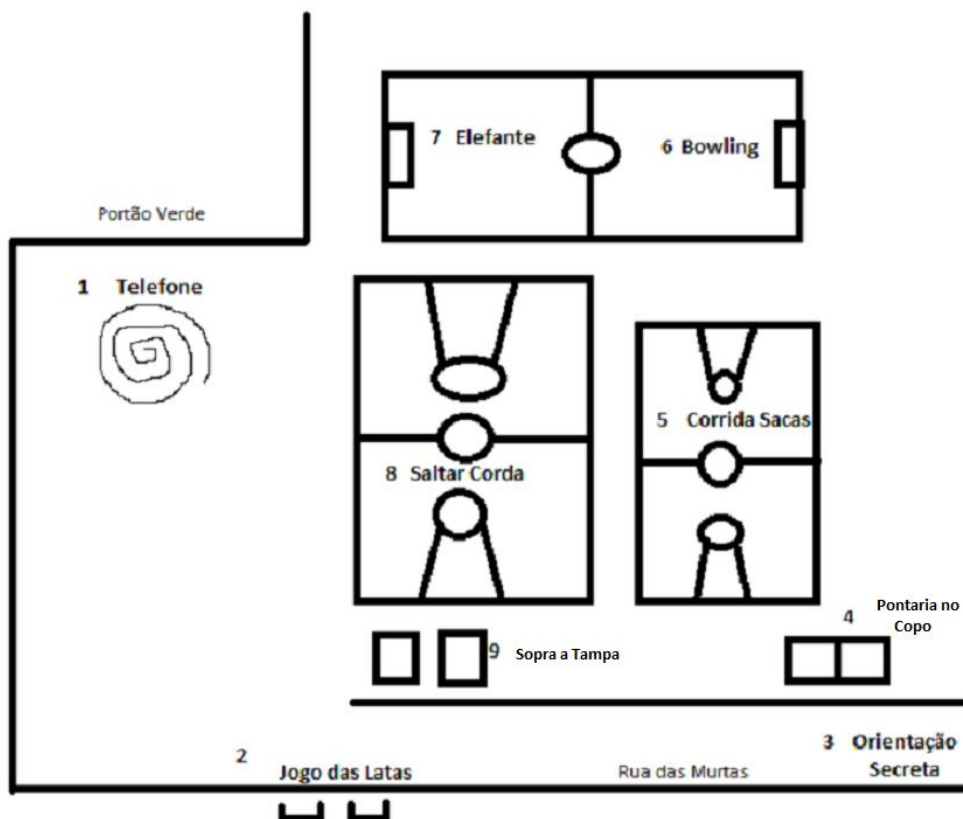 7 Elefante
6 Bowling
Portão Verde
1 Telefone
5 Corrida Sacas
8 Saltar Corda
4 Pontaria no
Copo
9 Sopra a Tampa
3 Orientação
Secreta
2
Jogo das Latas
Rua das Murtas